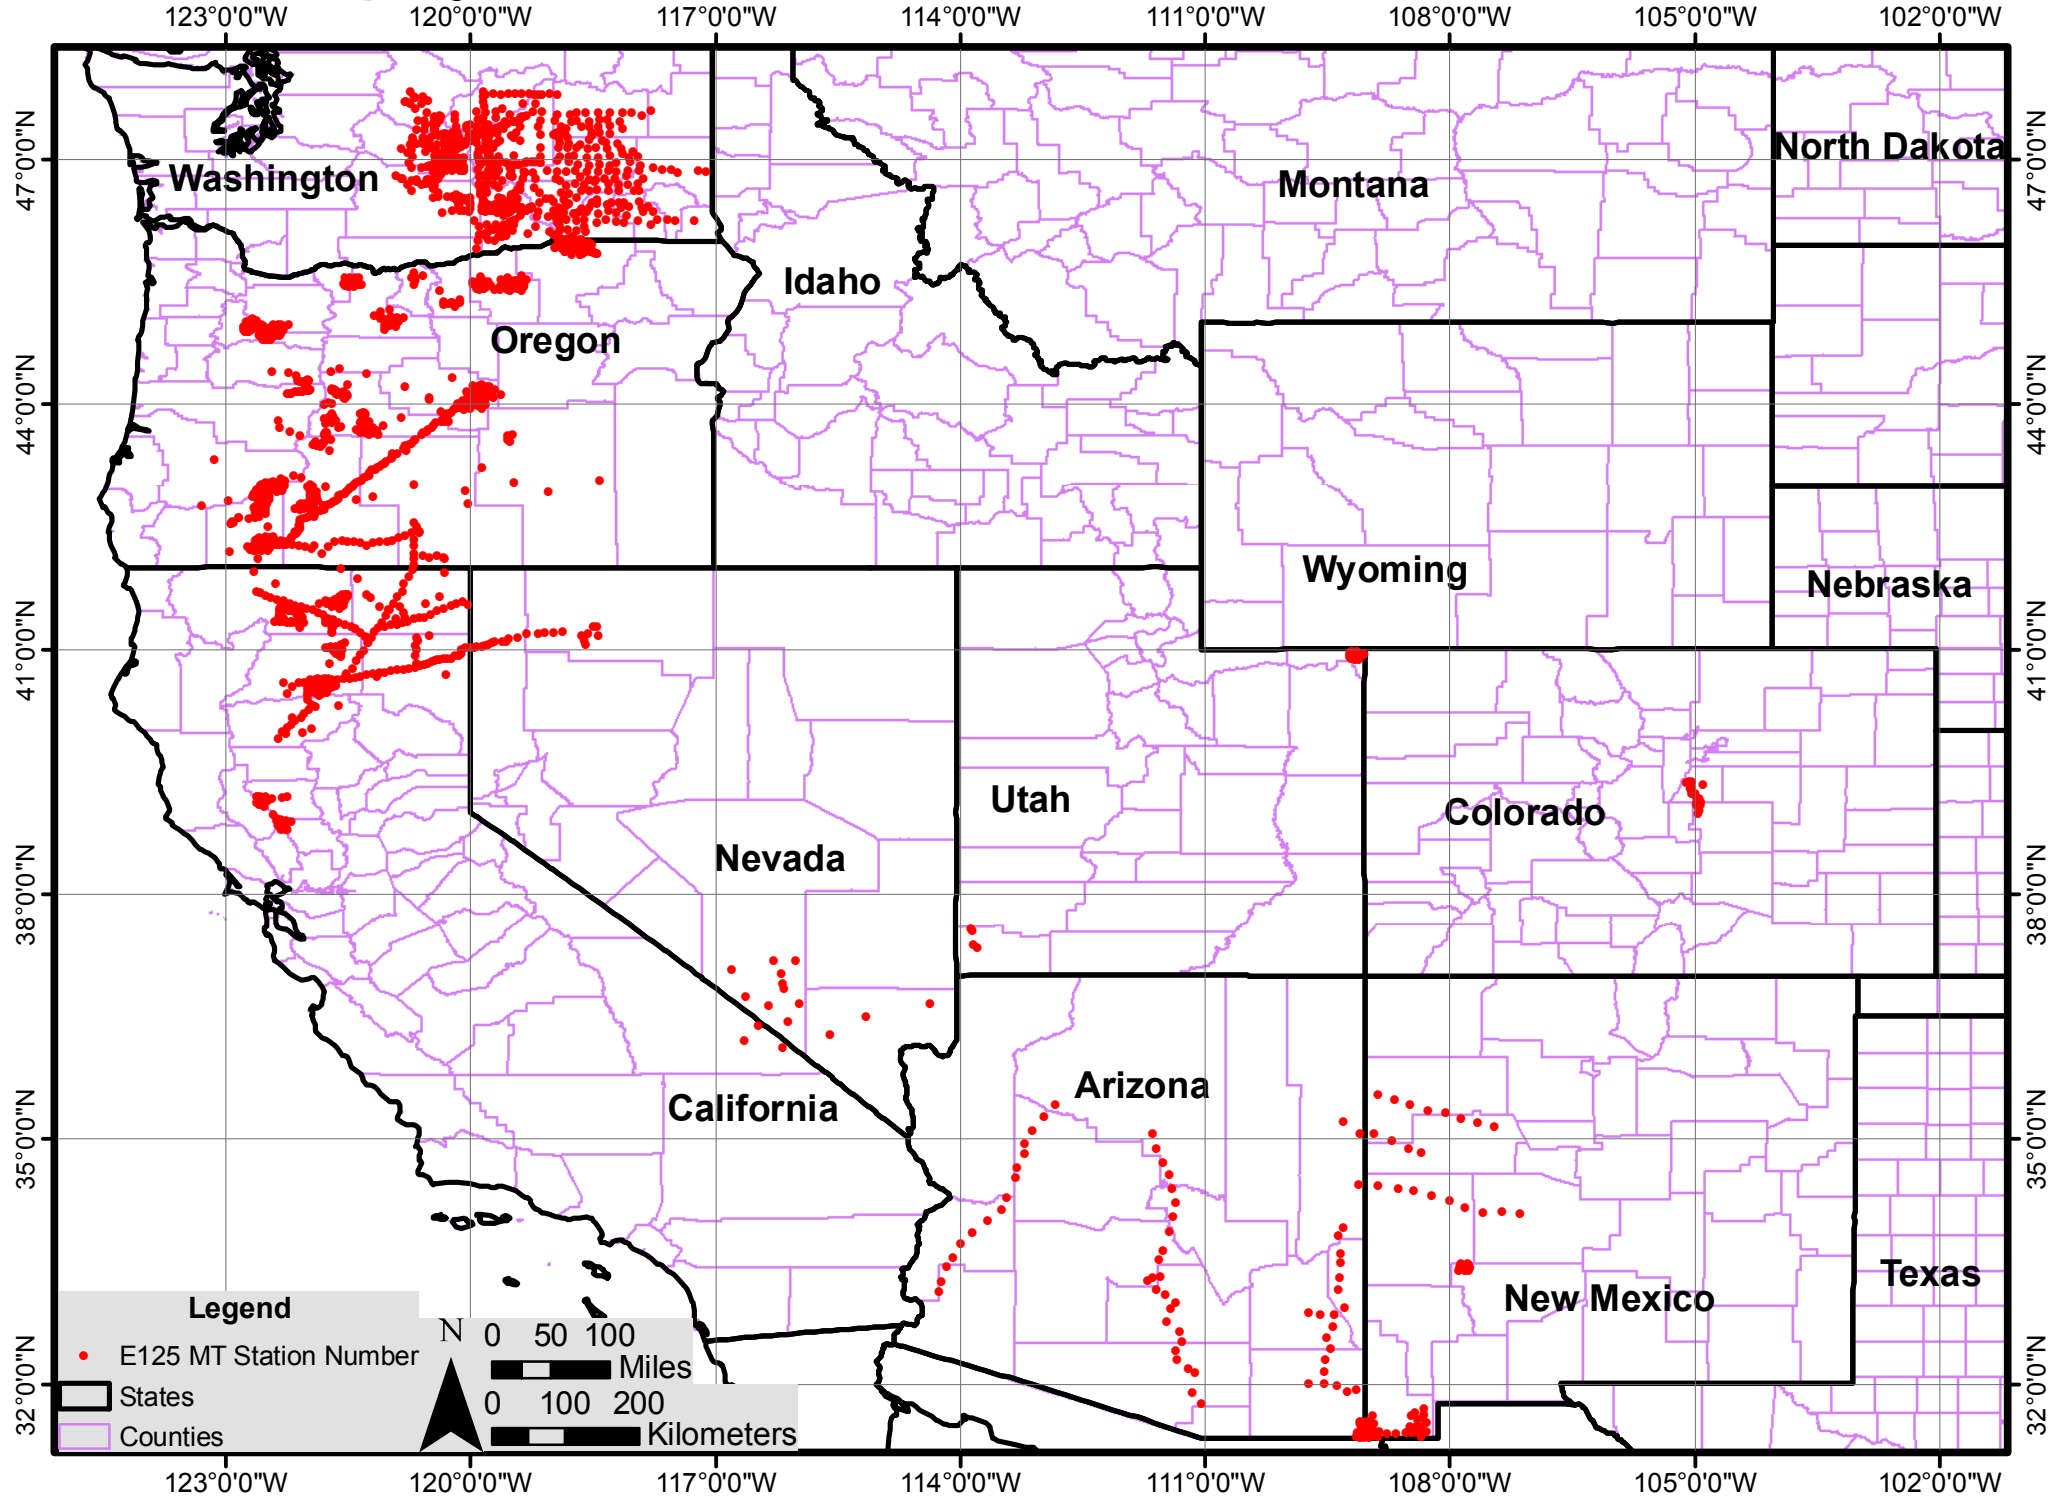 123°0'0"W 120°0'0"W 117°0'0"W 114°0'0"W 111°0'0"W 108°0'0"W 105°0'0"W 102°0'0"W
47°0'0"N
47°0'0"N
North Dakota
Washington
Montana
Idaho
Oregon
44°0'0"N
44°0'0"N
Wyoming
Nebraska
41°0'0"N
41°0'0"N
Utah
Colorado
Nevada
38°0'0"N
38°0'0"N
Arizona
California
35°0'0"N
35°0'0"N
Texas
New Mexico
32°0'0"N
32°0'0"N
Legend
E125 MT Station Number
States
Counties
N
0 50 100
Miles
0 100 200
Kilometers
123°0'0"W 120°0'0"W 117°0'0"W 114°0'0"W 111°0'0"W 108°0'0"W 105°0'0"W 102°0'0"W